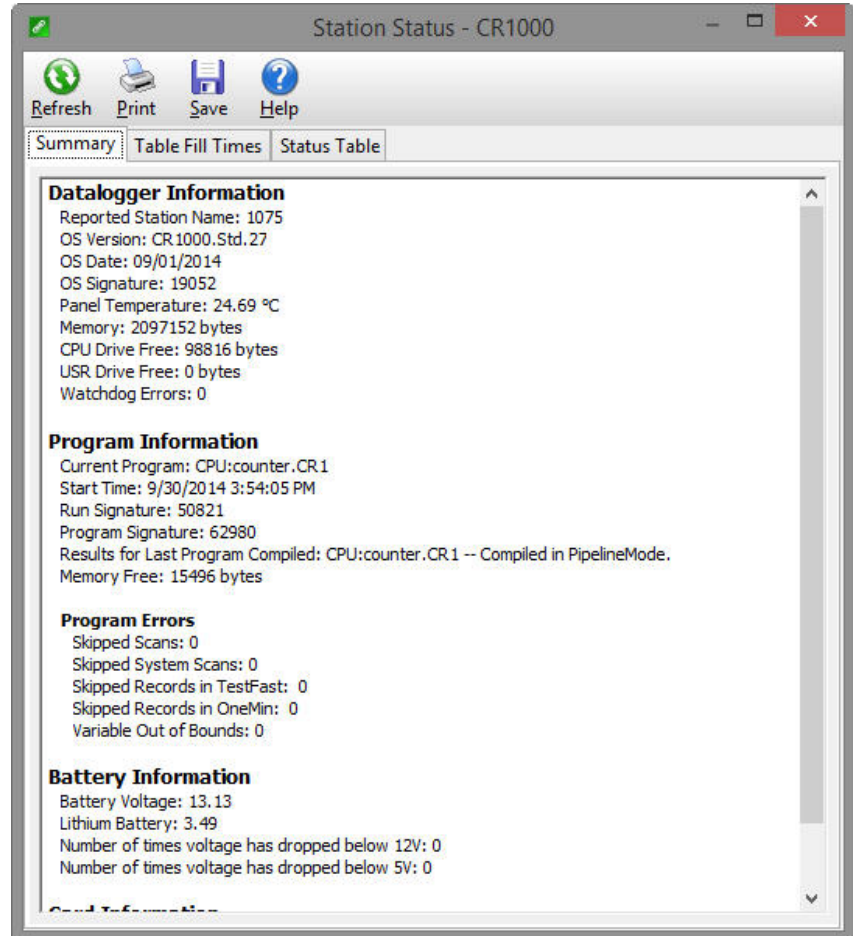 Station Status - CR1000
Refresh Print Save Help
Summary Table Fill Times Status Table
Datalogger Information
Reported Station Name: 1075
OS Version: CR1000.Std.27
OS Date: 09/01/2014
OS Signature: 19052
Panel Temperature: 24.69 °C
Memory: 2097152 bytes
CPU Drive Free: 98816 bytes
USR Drive Free: 0 bytes
Watchdog Errors: 0
Program Information
Current Program: CPU:counter.CR1
Start Time: 9/30/2014 3:54:05 PM
Run Signature: 50821
Program Signature: 62980
Results for Last Program Compiled: CPU:counter.CR1 -- Compiled in PipelineMode.
Memory Free: 15496 bytes
Program Errors
Skipped Scans: 0
Skipped System Scans: 0
Skipped Records in TestFast: 0
Skipped Records in OneMin: 0
Variable Out of Bounds: 0
Battery Information
Battery Voltage: 13.13
Lithium Battery: 3.49
Number of times voltage has dropped below 12V: 0
Number of times voltage has dropped below 5V: 0
Card Information